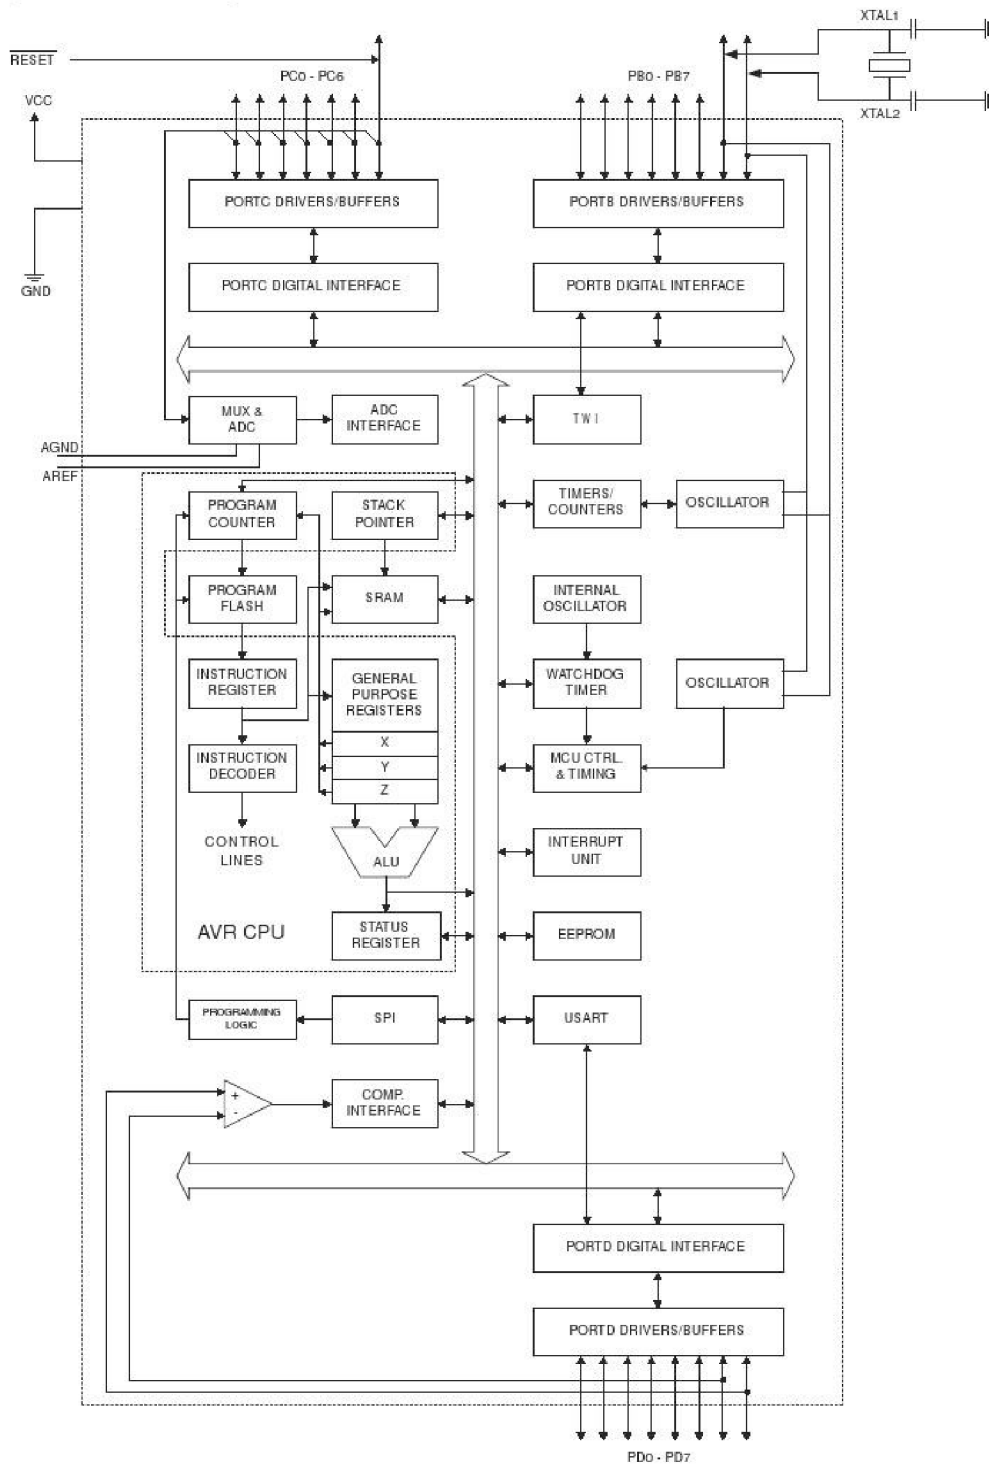 XTAL1
RESET
PC0 - PC6
PB0 - PB7
VCC
XTAL2
PORTC DRIVERS/BUFFERS
PORTB DRIVERS/BUFFERS
GND
PORTC DIGITAL INTERFACE
PORTB DIGITAL INTERFACE
MUX &
ADC
ADC
INTERFACE
TWI
AGND
AREF
PROGRAM
COUNTER
STACK
POINTER
TIMERS/
COUNTERS
OSCILLATOR
PROGRAM
FLASH
SRAM
INTERNAL
OSCILLATOR
INSTRUCTION
REGISTER
GENERAL
PURPOSE
REGISTERS
WATCHDOG
TIMER
OSCILLATOR
X
Y
Z
INSTRUCTION
DECODER
MCU CTRL.
& TIMING
CONTROL
LINES
ALU
INTERRUPT
UNIT
AVR CPU
STATUS
REGISTER
EEPROM
PROGRAMMING
LOGIC
SPI
USART
+
-
COMP.
INTERFACE
PORTD DIGITAL INTERFACE
PORTD DRIVERS/BUFFERS
PD0 - PD7